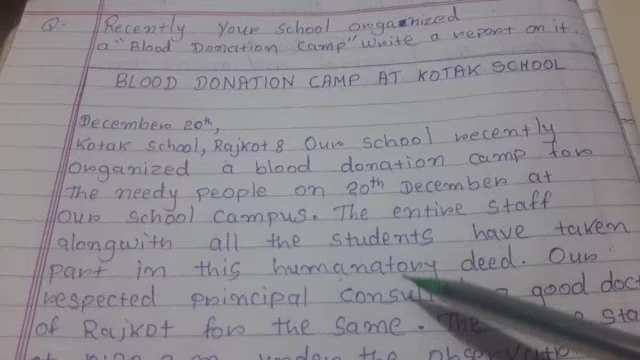 Q. Recently your school organized
a "Blood Donation Camp" write a report on it.
BLOOD DONATION CAMP AT KOTAK SCHOOL
December 20th,
Kotak School, Rajkot : Our school recently
organized a blood donation camp for
the needy people on 20th December at
our school campus. The entire staff
alongwith all the students have taken
part in this humanatory deed. Our
respected principal good
of Rajkot for the same. The